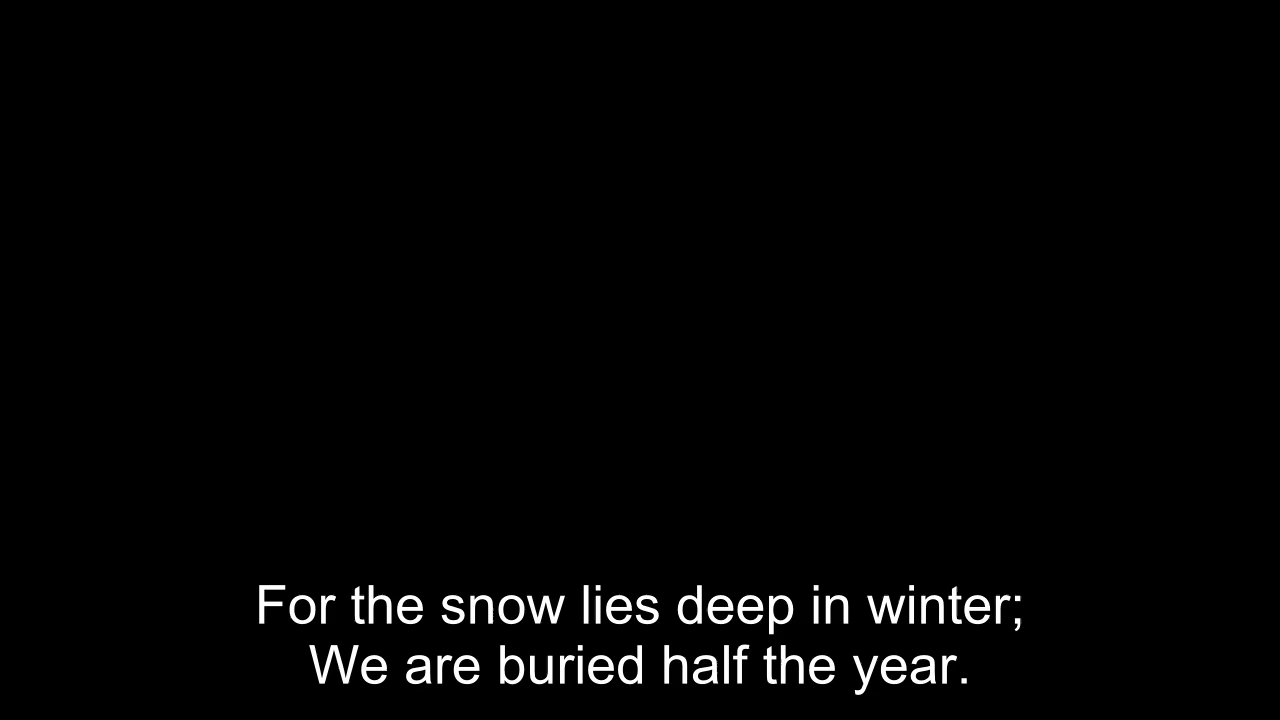 For the snow lies deep in winter;
We are buried half the year.